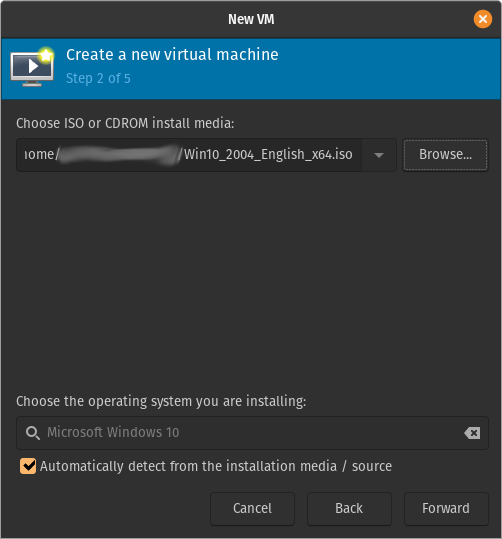 New VM
Create a new virtual machine
Step 2 of 5
Choose ISO or CDROM install media:
ome/ /Win10_2004_English_x64.iso
Browse...
Choose the operating system you are installing:
Microsoft Windows 10
Automatically detect from the installation media / source
Cancel
Back
Forward